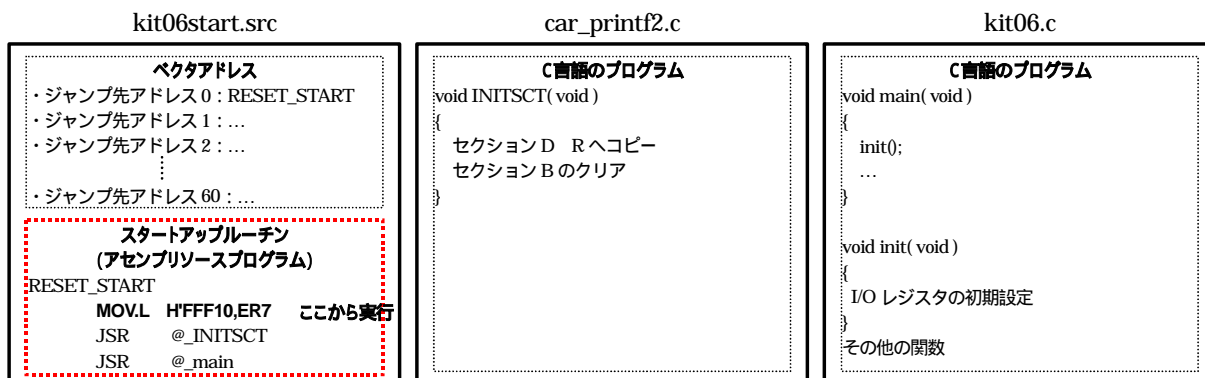 kit06start.src
ベクタアドレス
・ジャンプ先アドレス 0：RESET_START
・ジャンプ先アドレス 1：…
・ジャンプ先アドレス 2：…
・ジャンプ先アドレス 60：…
スタートアップルーチン
(アセンブリソースプログラム)
RESET_START
MOV.L H'FFF10,ER7 ここから実行
JSR @_INITSCT
JSR @_main
car_printf2.c
C言語のプログラム
void INITSCT( void )
{
セクション D R へコピー
セクション B のクリア
}
kit06.c
C言語のプログラム
void main( void )
{
init();
…
}
void init( void )
{
I/O レジスタの初期設定
}
その他の関数